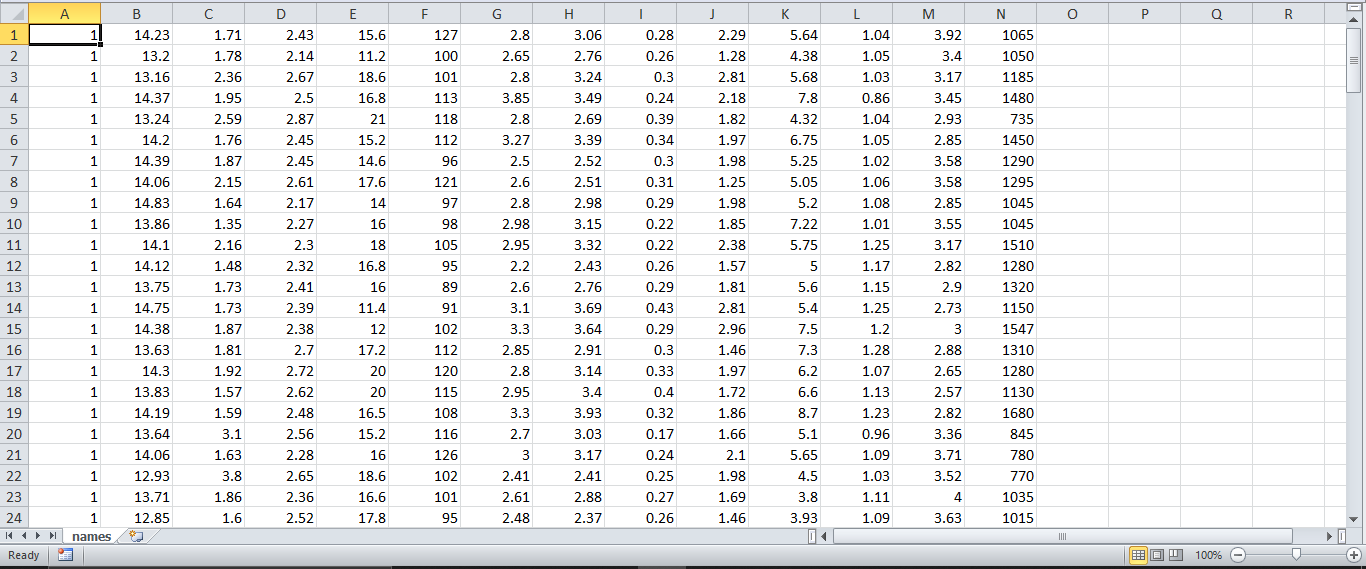 A B C D E F G H I J K L M N O P Q R
1 1 14.23 1.71 2.43 15.6 127 2.8 3.06 0.28 2.29 5.64 1.04 3.92 1065
2 1 13.2 1.78 2.14 11.2 100 2.65 2.76 0.26 1.28 4.38 1.05 3.4 1050
3 1 13.16 2.36 2.67 18.6 101 2.8 3.24 0.3 2.81 5.68 1.03 3.17 1185
4 1 14.37 1.95 2.5 16.8 113 3.85 3.49 0.24 2.18 7.8 0.86 3.45 1480
5 1 13.24 2.59 2.87 21 118 2.8 2.69 0.39 1.82 4.32 1.04 2.93 735
6 1 14.2 1.76 2.45 15.2 112 3.27 3.39 0.34 1.97 6.75 1.05 2.85 1450
7 1 14.39 1.87 2.45 14.6 96 2.5 2.52 0.3 1.98 5.25 1.02 3.58 1290
8 1 14.06 2.15 2.61 17.6 121 2.6 2.51 0.31 1.25 5.05 1.06 3.58 1295
9 1 14.83 1.64 2.17 14 97 2.8 2.98 0.29 1.98 5.2 1.08 2.85 1045
10 1 13.86 1.35 2.27 16 98 2.98 3.15 0.22 1.85 7.22 1.01 3.55 1045
11 1 14.1 2.16 2.3 18 105 2.95 3.32 0.22 2.38 5.75 1.25 3.17 1510
12 1 14.12 1.48 2.32 16.8 95 2.2 2.43 0.26 1.57 5 1.17 2.82 1280
13 1 13.75 1.73 2.41 16 89 2.6 2.76 0.29 1.81 5.6 1.15 2.9 1320
14 1 14.75 1.73 2.39 11.4 91 3.1 3.69 0.43 2.81 5.4 1.25 2.73 1150
15 1 14.38 1.87 2.38 12 102 3.3 3.64 0.29 2.96 7.5 1.2 3 1547
16 1 13.63 1.81 2.7 17.2 112 2.85 2.91 0.3 1.46 7.3 1.28 2.88 1310
17 1 14.3 1.92 2.72 20 120 2.8 3.14 0.33 1.97 6.2 1.07 2.65 1280
18 1 13.83 1.57 2.62 20 115 2.95 3.4 0.4 1.72 6.6 1.13 2.57 1130
19 1 14.19 1.59 2.48 16.5 108 3.3 3.93 0.32 1.86 8.7 1.23 2.82 1680
20 1 13.64 3.1 2.56 15.2 116 2.7 3.03 0.17 1.66 5.1 0.96 3.36 845
21 1 14.06 1.63 2.28 16 126 3 3.17 0.24 2.1 5.65 1.09 3.71 780
22 1 12.93 3.8 2.65 18.6 102 2.41 2.41 0.25 1.98 4.5 1.03 3.52 770
23 1 13.71 1.86 2.36 16.6 101 2.61 2.88 0.27 1.69 3.8 1.11 4 1035
24 1 12.85 1.6 2.52 17.8 95 2.48 2.37 0.26 1.46 3.93 1.09 3.63 1015
names
Ready 100%